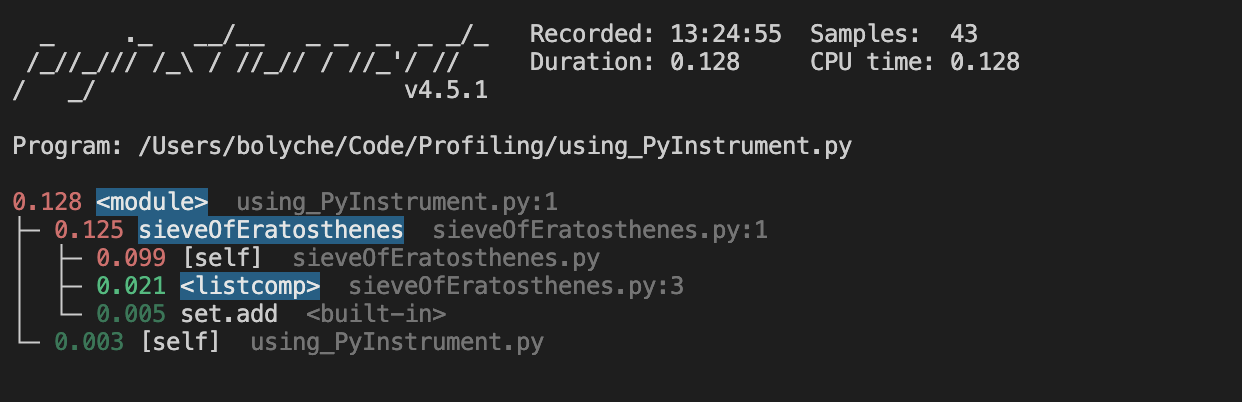 _     ._   __/__   _ _  _  _ _/_   Recorded: 13:24:55  Samples:  43
 /_//_/// /_\ / //_// / //_'/ //     Duration: 0.128     CPU time: 0.128
/   _/                      v4.5.1

Program: /Users/bolyche/Code/Profiling/using_PyInstrument.py

0.128 <module>  using_PyInstrument.py:1
├─ 0.125 sieveOfEratosthenes  sieveOfEratosthenes.py:1
│  ├─ 0.099 [self]  sieveOfEratosthenes.py
│  ├─ 0.021 <listcomp>  sieveOfEratosthenes.py:3
│  └─ 0.005 set.add  <built-in>
└─ 0.003 [self]  using_PyInstrument.py